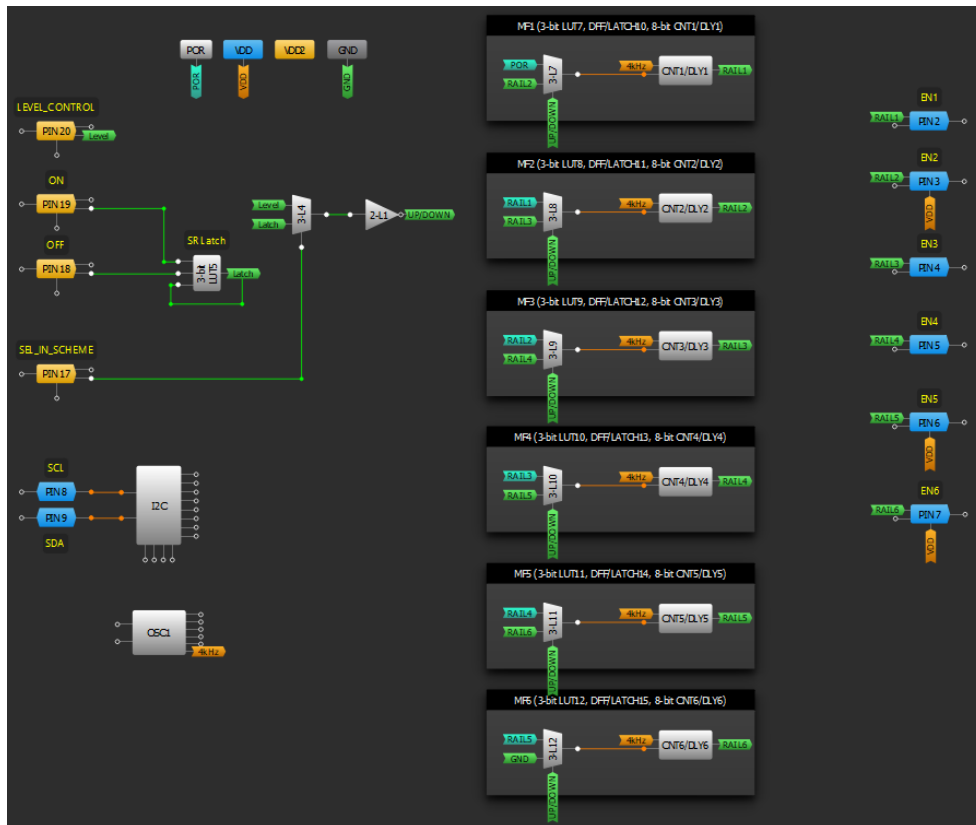 MF1 (3-bit LUT7, DFF/LATCH10, 8-bit CNT1/DLY1)
POR
VDD
VDD2
GND
POR
VDD
GND
POR
RAIL2
3-L7
UP/DOWN
4kHz
CNT1/DLY1
RAIL1
LEVEL_CONTROL
PIN 20
Level
EN1
RAIL1
PIN 2
MF2 (3-bit LUT8, DFF/LATCH11, 8-bit CNT2/DLY2)
RAIL1
RAIL3
3-L8
UP/DOWN
4kHz
CNT2/DLY2
RAIL2
EN2
RAIL2
PIN 3
VDD
ON
PIN 19
OFF
PIN 18
SR Latch
3-bit
LUT5
Latch
Level
Latch
3-L4
2-L1
UP/DOWN
EN3
RAIL3
PIN 4
MF3 (3-bit LUT9, DFF/LATCH12, 8-bit CNT3/DLY3)
RAIL2
RAIL4
3-L9
UP/DOWN
4kHz
CNT3/DLY3
RAIL3
EN4
RAIL4
PIN 5
SEL_IN_SCHEME
PIN 17
EN5
RAIL5
PIN 6
VDD
MF4 (3-bit LUT10, DFF/LATCH13, 8-bit CNT4/DLY4)
RAIL3
RAIL5
3-L10
UP/DOWN
4kHz
CNT4/DLY4
RAIL4
SCL
PIN 8
PIN 9
SDA
I2C
EN6
RAIL6
PIN 7
VDD
MF5 (3-bit LUT11, DFF/LATCH14, 8-bit CNT5/DLY5)
RAIL4
RAIL6
3-L11
UP/DOWN
4kHz
CNT5/DLY5
RAIL5
OSC1
4kHz
MF6 (3-bit LUT12, DFF/LATCH15, 8-bit CNT6/DLY6)
RAIL5
GND
3-L12
UP/DOWN
4kHz
CNT6/DLY6
RAIL6